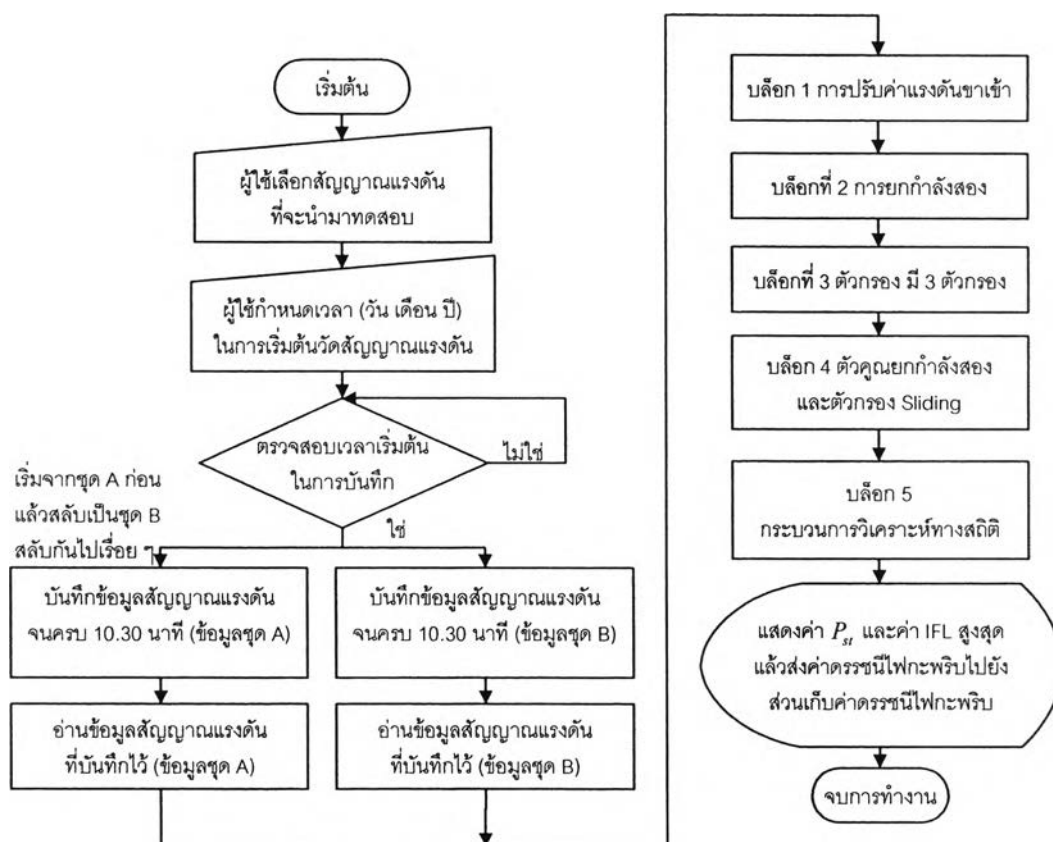 เริ่มต้น
ผู้ใช้เลือกสัญญาณแรงดัน
ที่จะนำมาทดสอบ
ผู้ใช้กำหนดเวลา (วัน เดือน ปี)
ในการเริ่มต้นวัดสัญญาณแรงดัน
ตรวจสอบเวลาเริ่มต้น
ในการบันทึก
ไม่ใช่
ใช่
เริ่มจากชุด A ก่อน
แล้วสลับเป็นชุด B
สลับกันไปเรื่อย ๆ
บันทึกข้อมูลสัญญาณแรงดัน
จนครบ 10.30 นาที (ข้อมูลชุด A)
อ่านข้อมูลสัญญาณแรงดัน
ที่บันทึกไว้ (ข้อมูลชุด A)
บันทึกข้อมูลสัญญาณแรงดัน
จนครบ 10.30 นาที (ข้อมูลชุด B)
อ่านข้อมูลสัญญาณแรงดัน
ที่บันทึกไว้ (ข้อมูลชุด B)
บล็อก 1 การปรับค่าแรงดันขาเข้า
บล็อกที่ 2 การยกกำลังสอง
บล็อกที่ 3 ตัวกรอง มี 3 ตัวกรอง
บล็อก 4 ตัวคูณยกกำลังสอง
และตัวกรอง Sliding
บล็อก 5
กระบวนการวิเคราะห์ทางสถิติ
แสดงค่า P_st และค่า IFL สูงสุด
แล้วส่งค่าดรรชนีไฟกะพริบไปยัง
ส่วนเก็บค่าดรรชนีไฟกะพริบ
จบการทำงาน